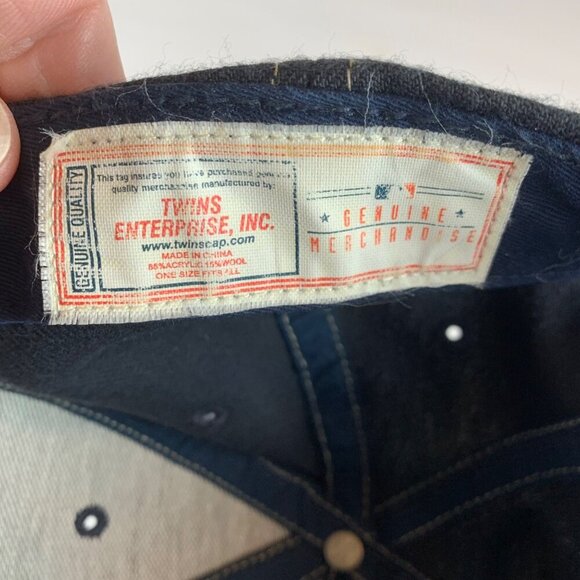 GENUINE QUALITY
This tag insures you have purchased genuine
quality merchandise manufactured by:
TWINS
ENTERPRISE, INC.
www.twinscap.com
MADE IN CHINA
85%ACRYLIC 15%WOOL
ONE SIZE FITS ALL
GENUINE
MERCHANDISE